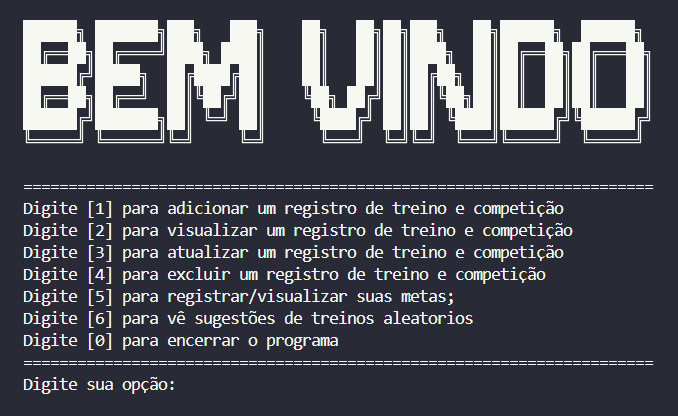 BEM VINDO
======================================================================
Digite [1] para adicionar um registro de treino e competição
Digite [2] para visualizar um registro de treino e competição
Digite [3] para atualizar um registro de treino e competição
Digite [4] para excluir um registro de treino e competição
Digite [5] para registrar/visualizar suas metas;
Digite [6] para vê sugestões de treinos aleatorios
Digite [0] para encerrar o programa
======================================================================
Digite sua opção: